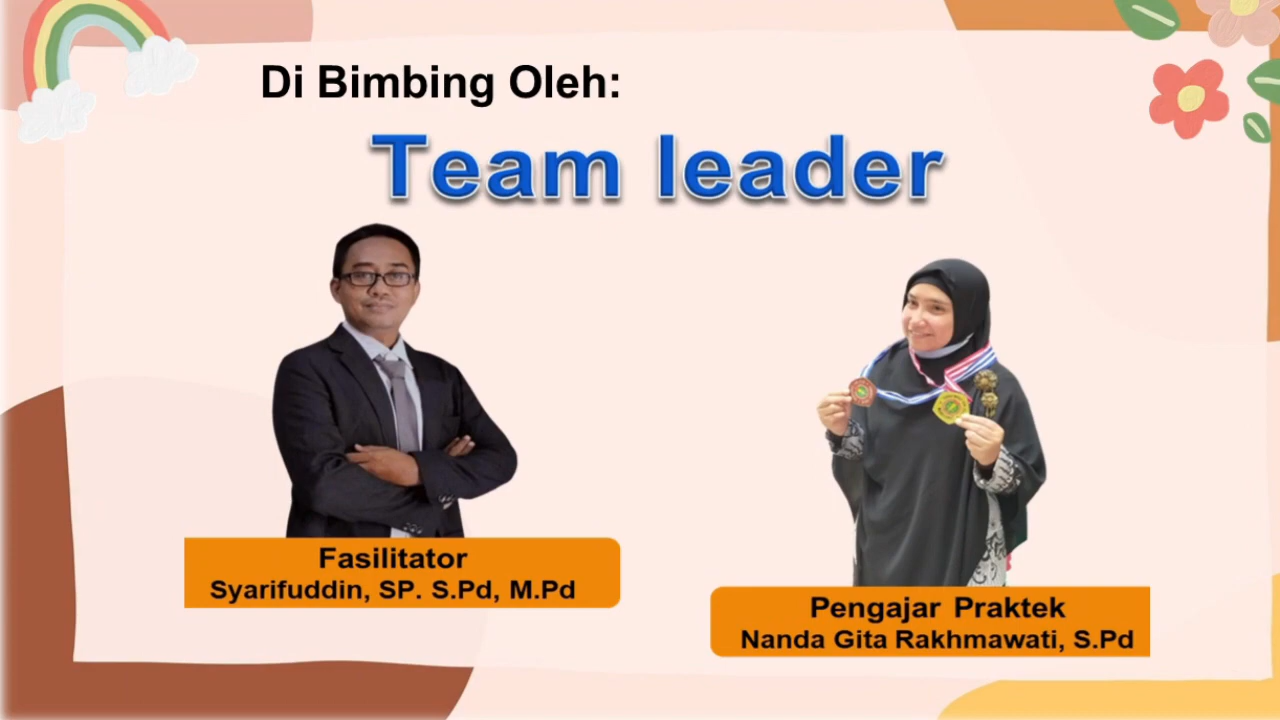 Di Bimbing Oleh:
Team leader
Fasilitator
Syarifuddin, SP. S.Pd, M.Pd
Pengajar Praktek
Nanda Gita Rakhmawati, S.Pd